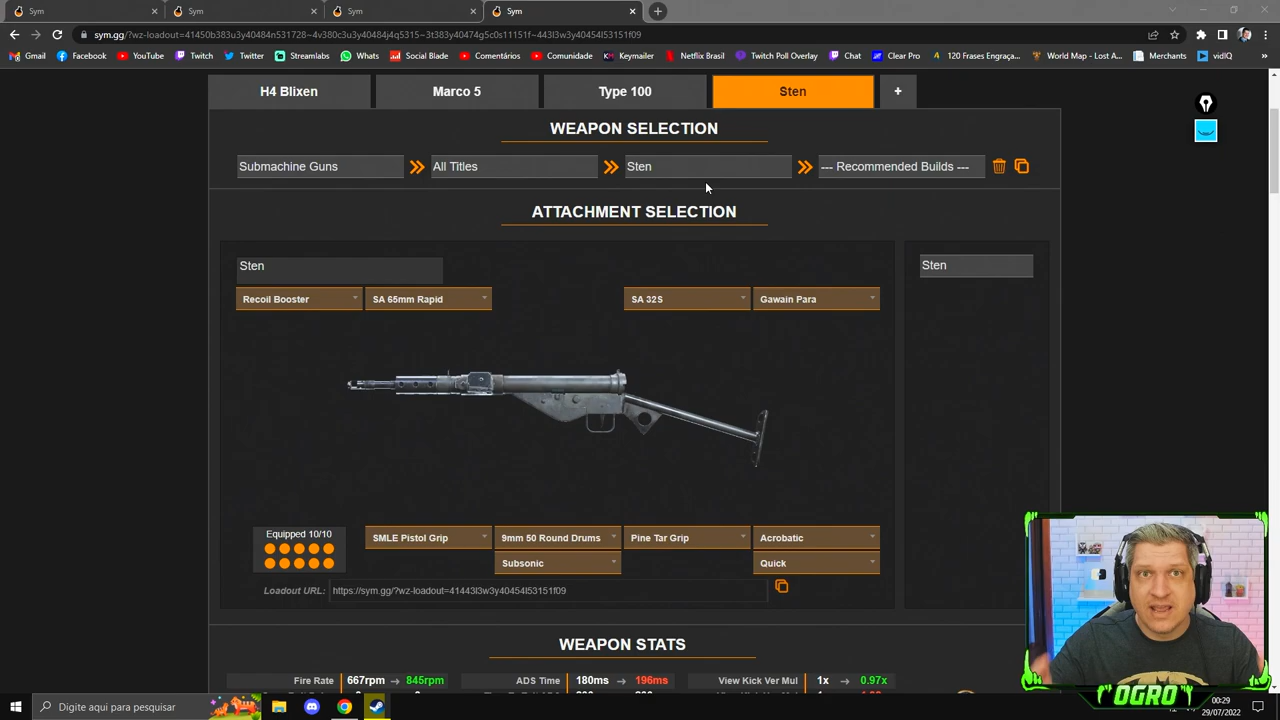 Sym
Sym
Sym
Sym
sym.gg/?wz-loadout=41450b383u3y40484n531728~4v380c3u3y40484j4q5315~3t383y40474g5c0s11151f~443l3w3y40454l53151f09
Gmail Facebook YouTube Twitch Twitter Streamlabs Whats Social Blade Comentários Comunidade Keymailer Netflix Brasil Twitch Poll Overlay Chat Clear Pro 120 Frases Engraça... World Map - Lost A... Merchants vidIQ
H4 Blixen Marco 5 Type 100 Sten +
WEAPON SELECTION
Submachine Guns All Titles Sten --- Recommended Builds ---
ATTACHMENT SELECTION
Sten
Sten
Recoil Booster SA 65mm Rapid SA 32S Gawain Para
Equipped 10/10
SMLE Pistol Grip 9mm 50 Round Drums Pine Tar Grip Acrobatic
Subsonic Quick
Loadout URL: https://sym.gg/?wz-loadout=41443l3w3y40454l53151f09
WEAPON STATS
Fire Rate 667rpm → 845rpm ADS Time 180ms → 196ms View Kick Ver Mul 1x → 0.97x
OGRO
Digite aqui para pesquisar
00:29
29/07/2022